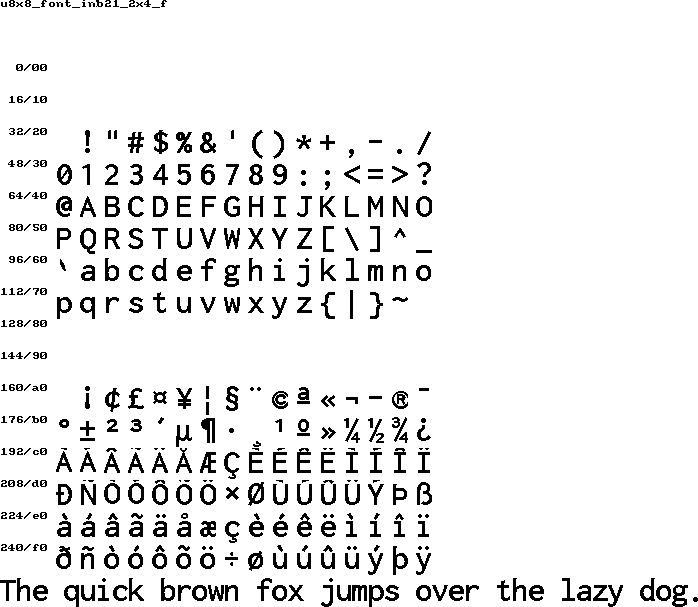 u8x8_font_inb21_2x4_f
0/00
16/10
32/20 ! " # $ % & ' ( ) * + , - . /
48/30 0 1 2 3 4 5 6 7 8 9 : ; < = > ?
64/40 @ A B C D E F G H I J K L M N O
80/50 P Q R S T U V W X Y Z [ \ ] ^ _
96/60 ` a b c d e f g h i j k l m n o
112/70 p q r s t u v w x y z { | } ~
128/80
144/90
160/a0 ¡ ¢ £ ¤ ¥ ¦ § ¨ © ª « ¬ - ® ¯
176/b0 ° ± ² ³ ´ µ ¶ · ¹ º » ¼ ½ ¾ ¿
192/c0 À Á Â Ã Ä Å Æ Ç È É Ê Ë Ì Í Î Ï
208/d0 Ð Ñ Ò Ó Ô Õ Ö × Ø Ù Ú Û Ü Ý Þ ß
224/e0 à á â ã ä å æ ç è é ê ë ì í î ï
240/f0 ð ñ ò ó ô õ ö ÷ ø ù ú û ü ý þ ÿ
The quick brown fox jumps over the lazy dog.